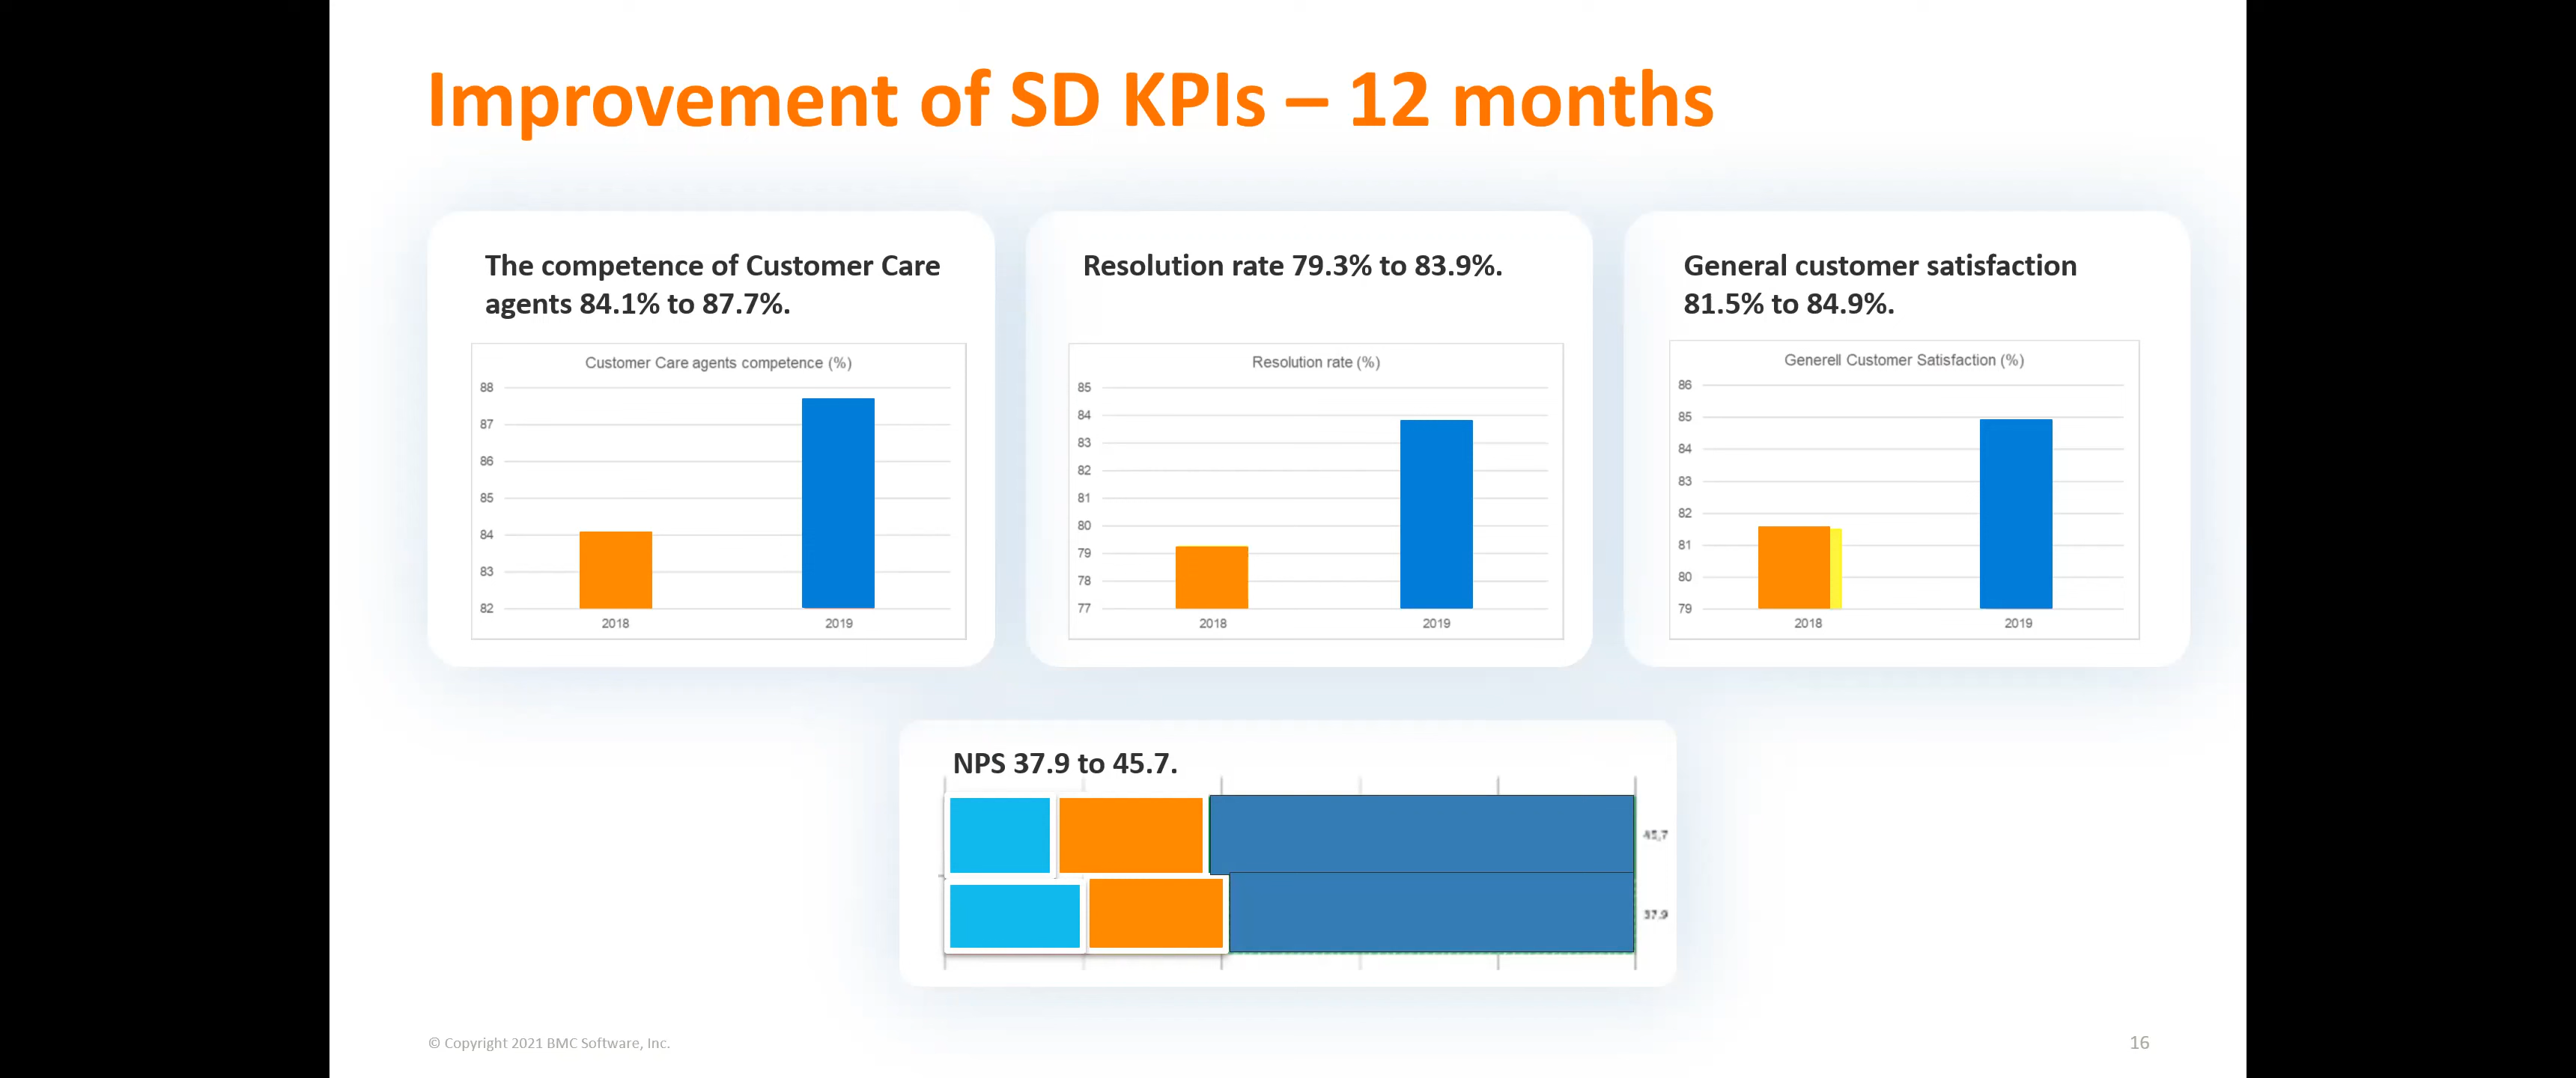 Improvement of SD KPIs – 12 months
The competence of Customer Care
agents 84.1% to 87.7%.
Customer Care agents competence (%)
88
87
86
85
84
83
82
2018 2019
Resolution rate 79.3% to 83.9%.
Resolution rate (%)
85
84
83
82
81
80
79
78
77
2018 2019
General customer satisfaction
81.5% to 84.9%.
Generell Customer Satisfaction (%)
86
85
84
83
82
81
80
79
2018 2019
NPS 37.9 to 45.7.
45,7
37.9
© Copyright 2021 BMC Software, Inc.
16